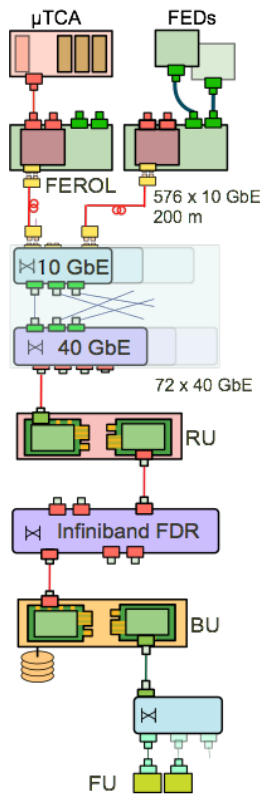 µTCA
FEDs
FEROL
576 x 10 GbE
200 m
10 GbE
40 GbE
72 x 40 GbE
RU
Infiniband FDR
BU
FU